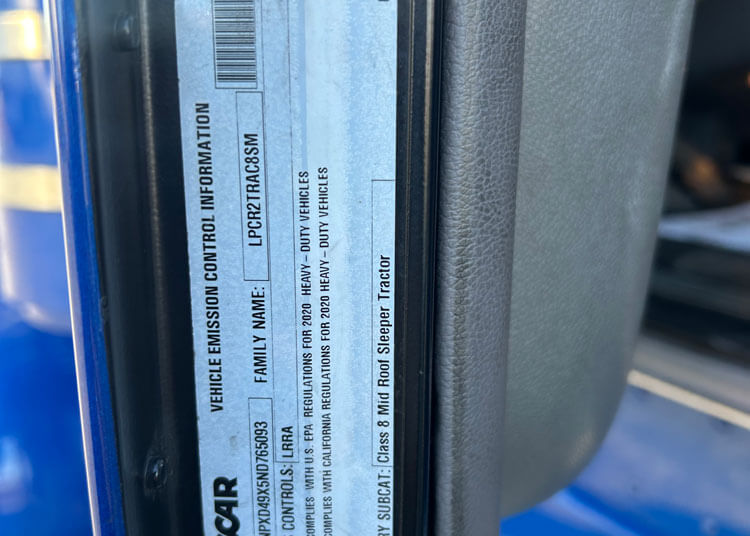 VEHICLE EMISSION CONTROL INFORMATION
CAR
NPXD49X5ND765093 FAMILY NAME: LPCR2TRAC8SM
CONTROLS: LRRA
COMPLIES WITH U.S. EPA REGULATIONS FOR 2020 HEAVY - DUTY VEHICLES
COMPLIES WITH CALIFORNIA REGULATIONS FOR 2020 HEAVY - DUTY VEHICLES
RY SUBCAT: Class 8 Mid Roof Sleeper Tractor